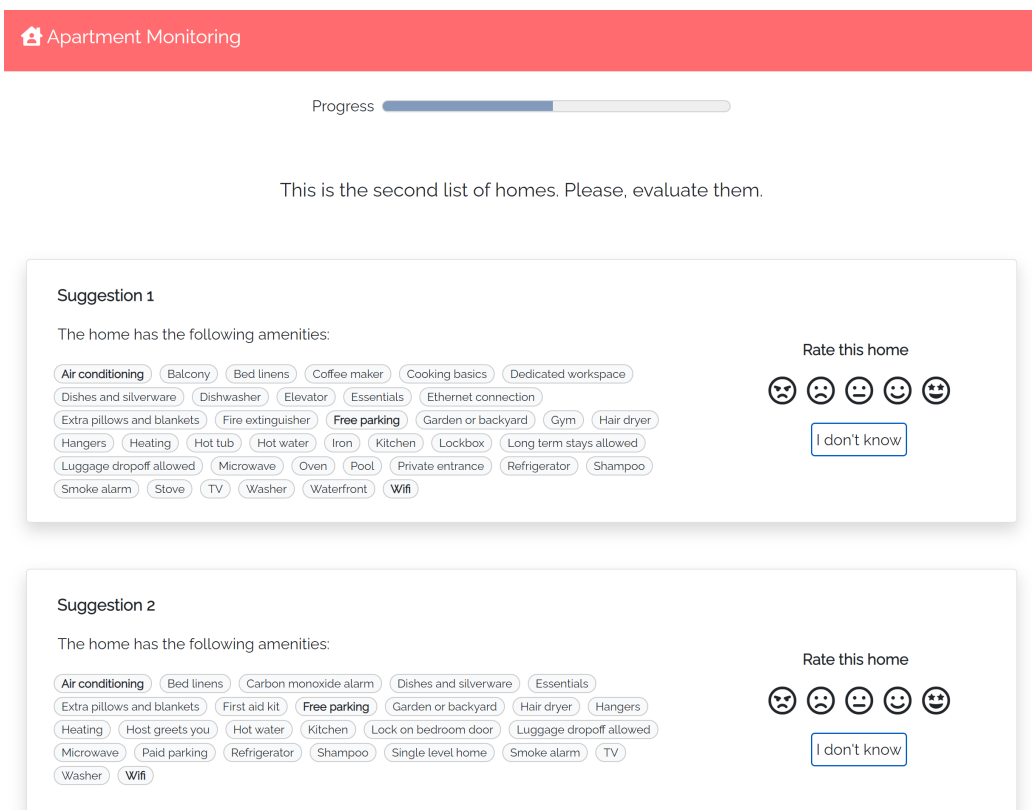 Apartment Monitoring
Progress
This is the second list of homes. Please, evaluate them.
Suggestion 1
The home has the following amenities:
Air conditioning Balcony Bed linens Coffee maker Cooking basics Dedicated workspace
Dishes and silverware Dishwasher Elevator Essentials Ethernet connection
Extra pillows and blankets Fire extinguisher Free parking Garden or backyard Gym Hair dryer
Hangers Heating Hot tub Hot water Iron Kitchen Lockbox Long term stays allowed
Luggage dropoff allowed Microwave Oven Pool Private entrance Refrigerator Shampoo
Smoke alarm Stove TV Washer Waterfront Wifi
Rate this home
I don't know
Suggestion 2
The home has the following amenities:
Air conditioning Bed linens Carbon monoxide alarm Dishes and silverware Essentials
Extra pillows and blankets First aid kit Free parking Garden or backyard Hair dryer Hangers
Heating Host greets you Hot water Kitchen Lock on bedroom door Luggage dropoff allowed
Microwave Paid parking Refrigerator Shampoo Single level home Smoke alarm TV
Washer Wifi
Rate this home
I don't know